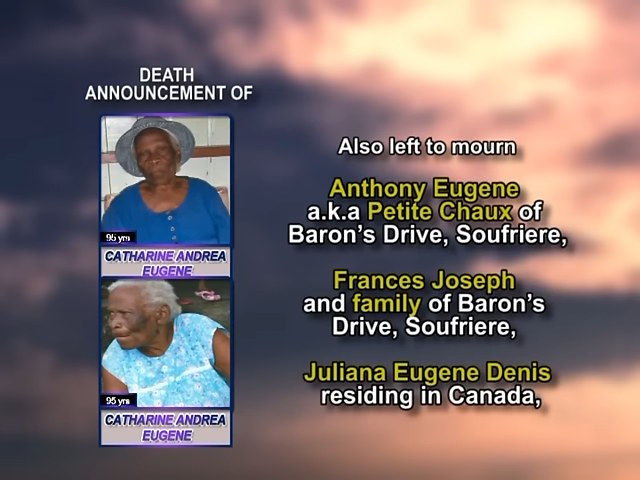 DEATH
ANNOUNCEMENT OF
95 yrs
CATHARINE ANDREA
EUGENE
95 yrs
CATHARINE ANDREA
EUGENE
Also left to mourn
Anthony Eugene
a.k.a Petite Chaux of
Baron's Drive, Soufriere,
Frances Joseph
and family of Baron's
Drive, Soufriere,
Juliana Eugene Denis
residing in Canada,